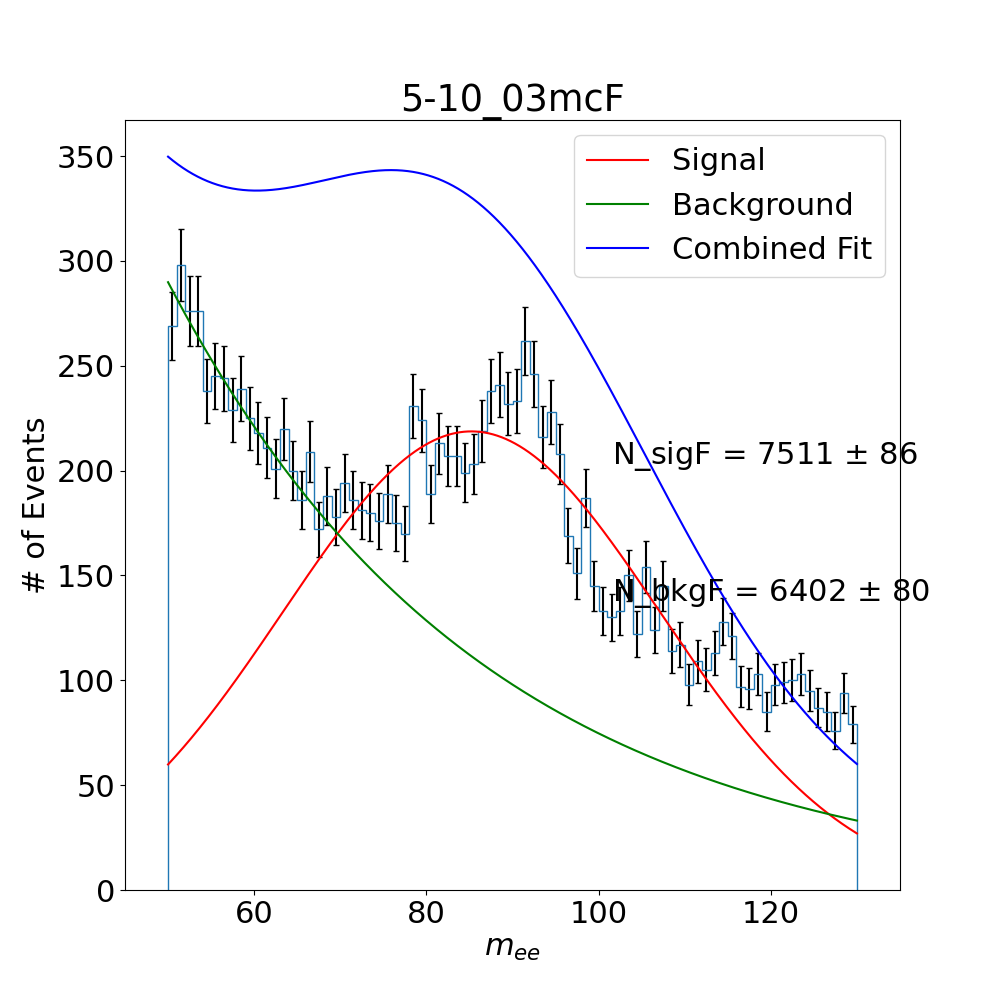 5-10_03mcF
Signal
Background
Combined Fit
350
300
250
200
150
100
50
0
# of Events
N_sigF = 7511 ± 86
N_bkgF = 6402 ± 80
60 80 100 120
m_ee